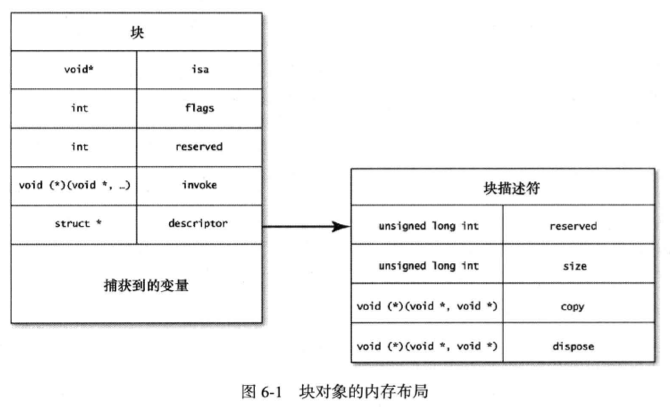 块
void* isa
int flags
int reserved
void (*)(void *, …) invoke
struct * descriptor
捕获到的变量
块描述符
unsigned long int reserved
unsigned long int size
void (*)(void *, void *) copy
void (*)(void *, void *) dispose
图 6-1 块对象的内存布局